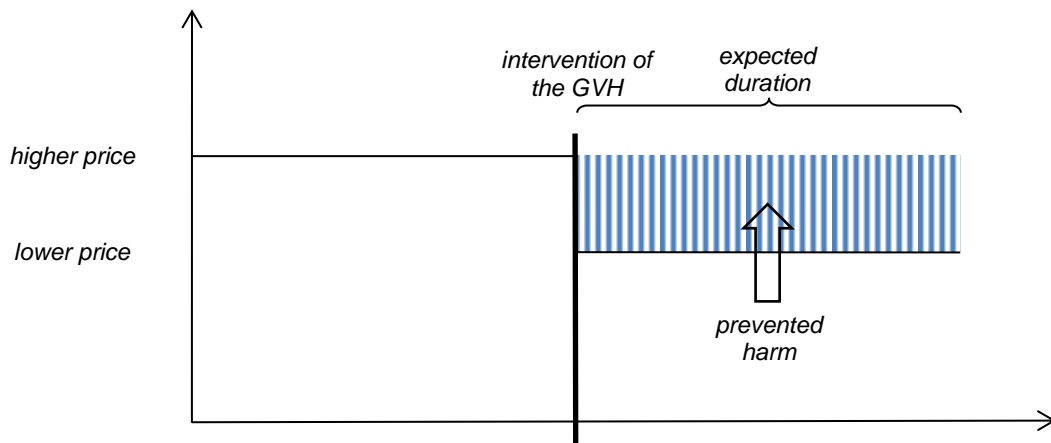 intervention of
the GVH
expected
duration
higher price
lower price
prevented
harm